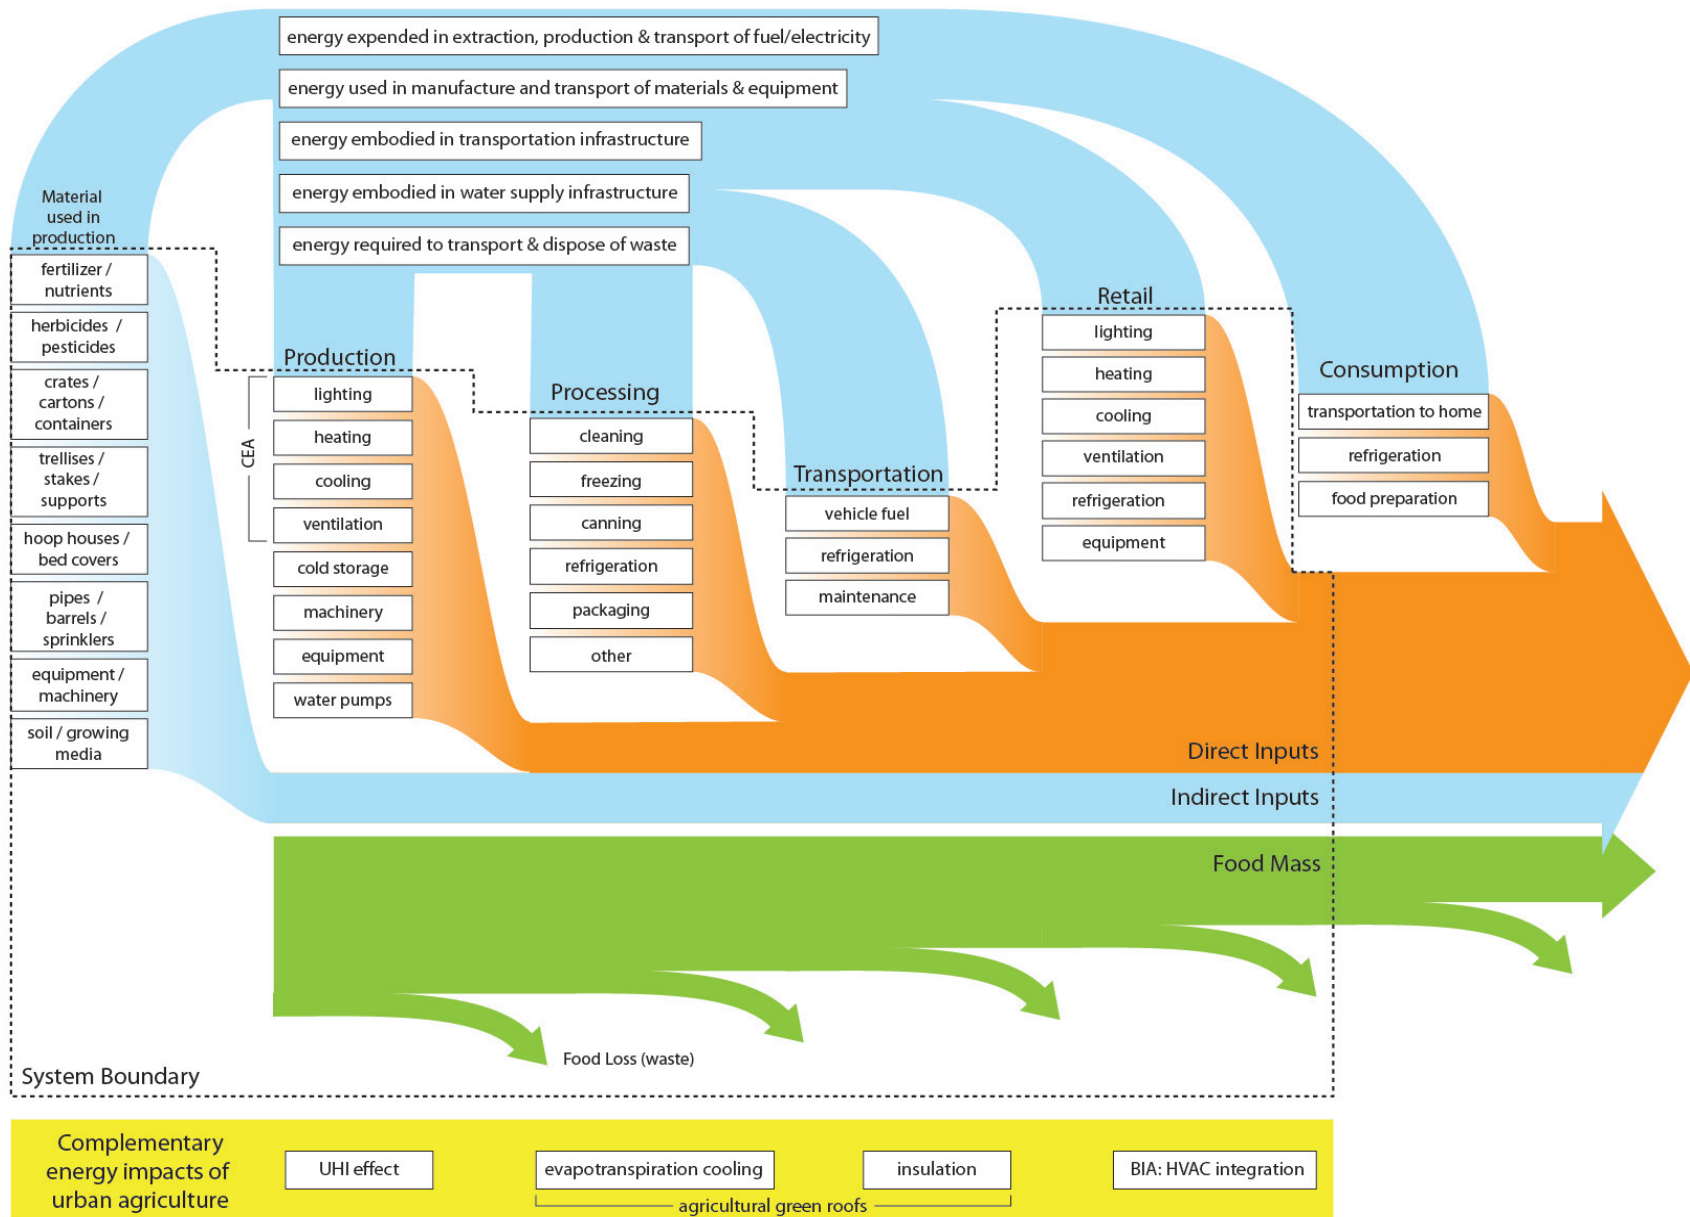 energy expended in extraction, production & transport of fuel/electricity
energy used in manufacture and transport of materials & equipment
energy embodied in transportation infrastructure
energy embodied in water supply infrastructure
energy required to transport & dispose of waste
Material
used in
production
fertilizer /
nutrients
herbicides /
pesticides
crates /
cartons /
containers
trellises /
stakes /
supports
hoop houses /
bed covers
pipes /
barrels /
sprinklers
equipment /
machinery
soil / growing
media
Production
CEA
lighting
heating
cooling
ventilation
cold storage
machinery
equipment
water pumps
Processing
cleaning
freezing
canning
refrigeration
packaging
other
Transportation
vehicle fuel
refrigeration
maintenance
Retail
lighting
heating
cooling
ventilation
refrigeration
equipment
Consumption
transportation to home
refrigeration
food preparation
Direct Inputs
Indirect Inputs
Food Mass
Food Loss (waste)
System Boundary
Complementary
energy impacts of
urban agriculture
UHI effect
evapotranspiration cooling
insulation
agricultural green roofs
BIA: HVAC integration